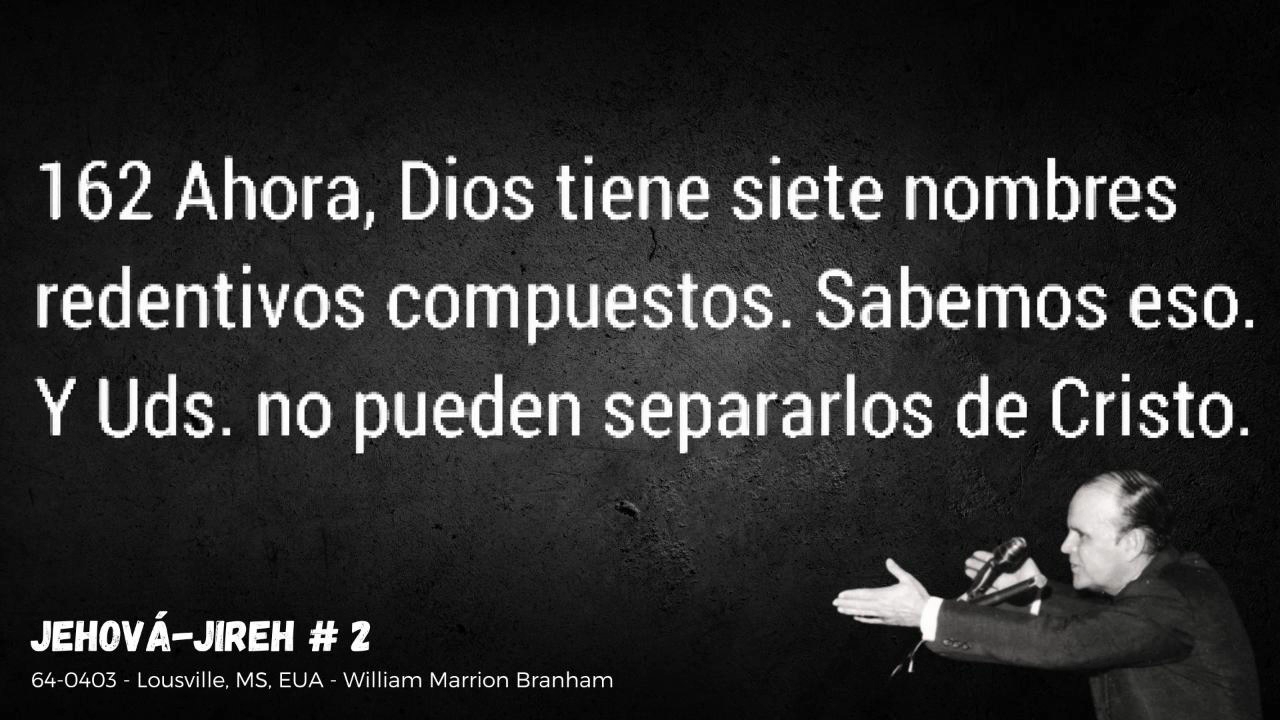 162 Ahora, Dios tiene siete nombres
redentivos compuestos. Sabemos eso.
Y Uds. no pueden separarlos de Cristo.
JEHOVÁ-JIREH # 2
64-0403 - Lousville, MS, EUA - William Marrion Branham